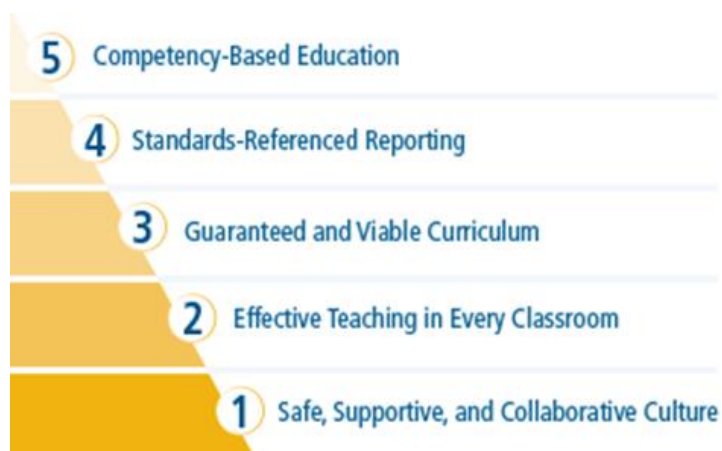 5 Competency-Based Education
4 Standards-Referenced Reporting
3 Guaranteed and Viable Curriculum
2 Effective Teaching in Every Classroom
1 Safe, Supportive, and Collaborative Culture